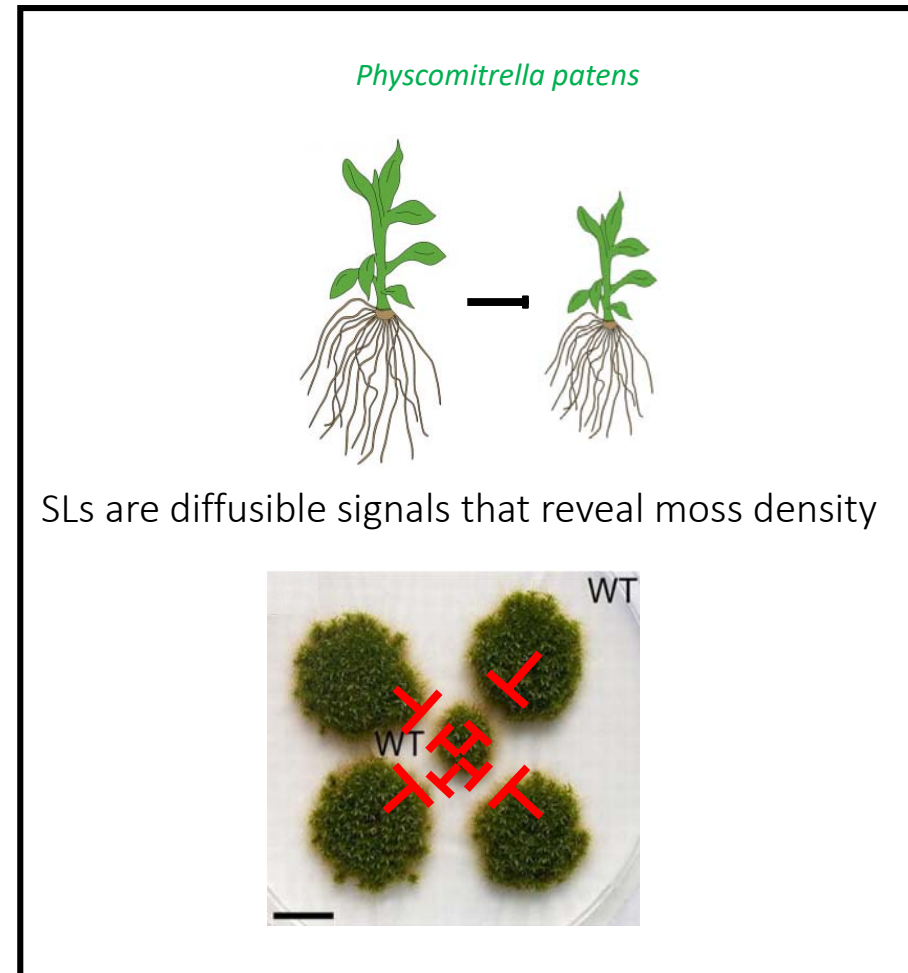 Physcomitrella patens
SLs are diffusible signals that reveal moss density
WT
WT